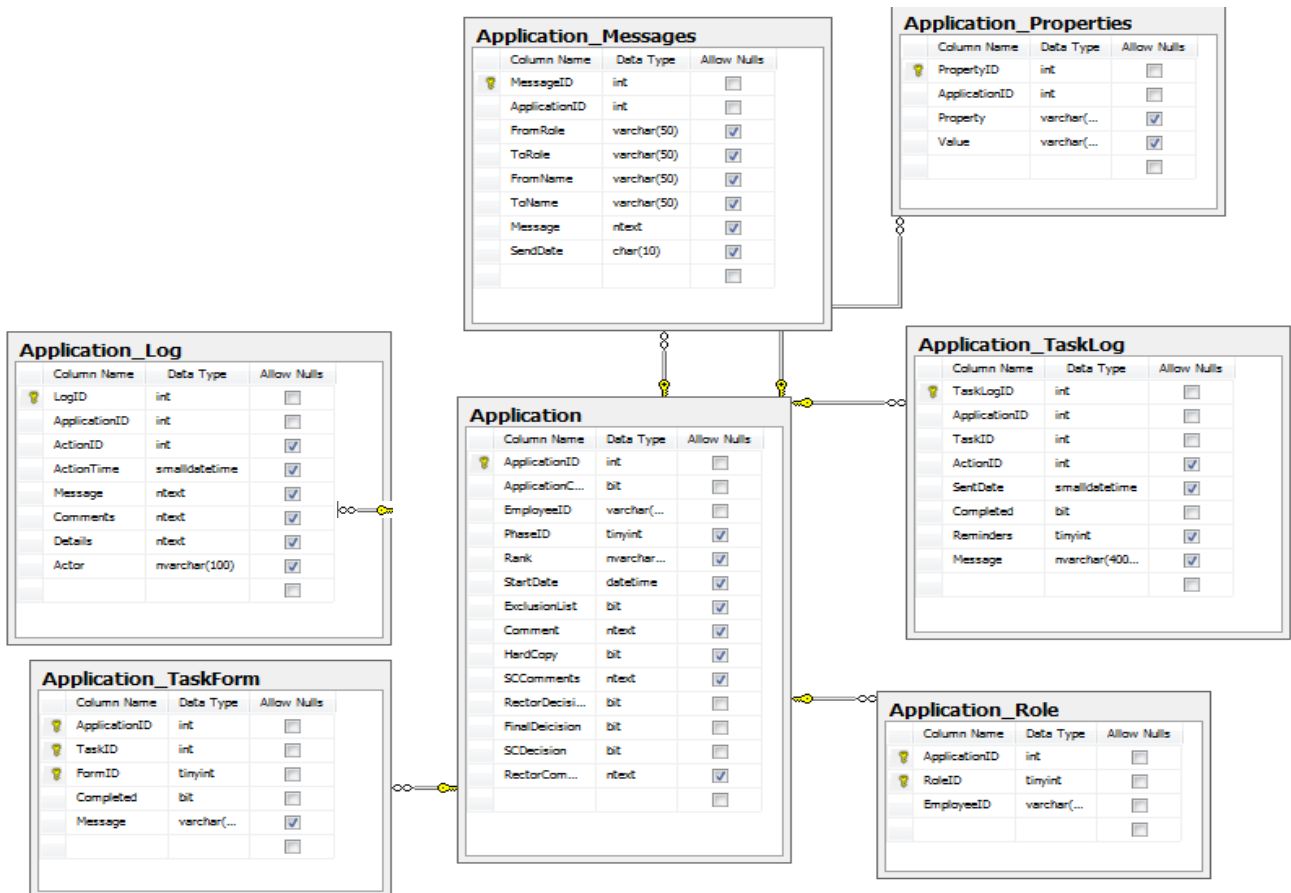 Application_Messages
Column Name Data Type Allow Nulls
MessageID int
ApplicationID int
FromRole varchar(50)
ToRole varchar(50)
FromName varchar(50)
ToName varchar(50)
Message ntext
SendDate char(10)
Application_Properties
Column Name Data Type Allow Nulls
PropertyID int
ApplicationID int
Property varchar(...
Value varchar(...
Application_Log
Column Name Data Type Allow Nulls
LogID int
ApplicationID int
ActionID int
ActionTime smalldatetime
Message ntext
Comments ntext
Details ntext
Actor nvarchar(100)
Application
Column Name Data Type Allow Nulls
ApplicationID int
ApplicationC... bit
EmployeeID varchar(...
PhaseID tinyint
Rank nvarchar...
StartDate datetime
ExclusionList bit
Comment ntext
HardCopy bit
SCComments ntext
RectorDecisi... bit
FinalDeicision bit
SCDecision bit
RectorCom... ntext
Application_TaskLog
Column Name Data Type Allow Nulls
TaskLogID int
ApplicationID int
TaskID int
ActionID int
SentDate smalldatetime
Completed bit
Reminders tinyint
Message nvarchar(400...
Application_TaskForm
Column Name Data Type Allow Nulls
ApplicationID int
TaskID int
FormID tinyint
Completed bit
Message varchar(...
Application_Role
Column Name Data Type Allow Nulls
ApplicationID int
RoleID tinyint
EmployeeID varchar(...